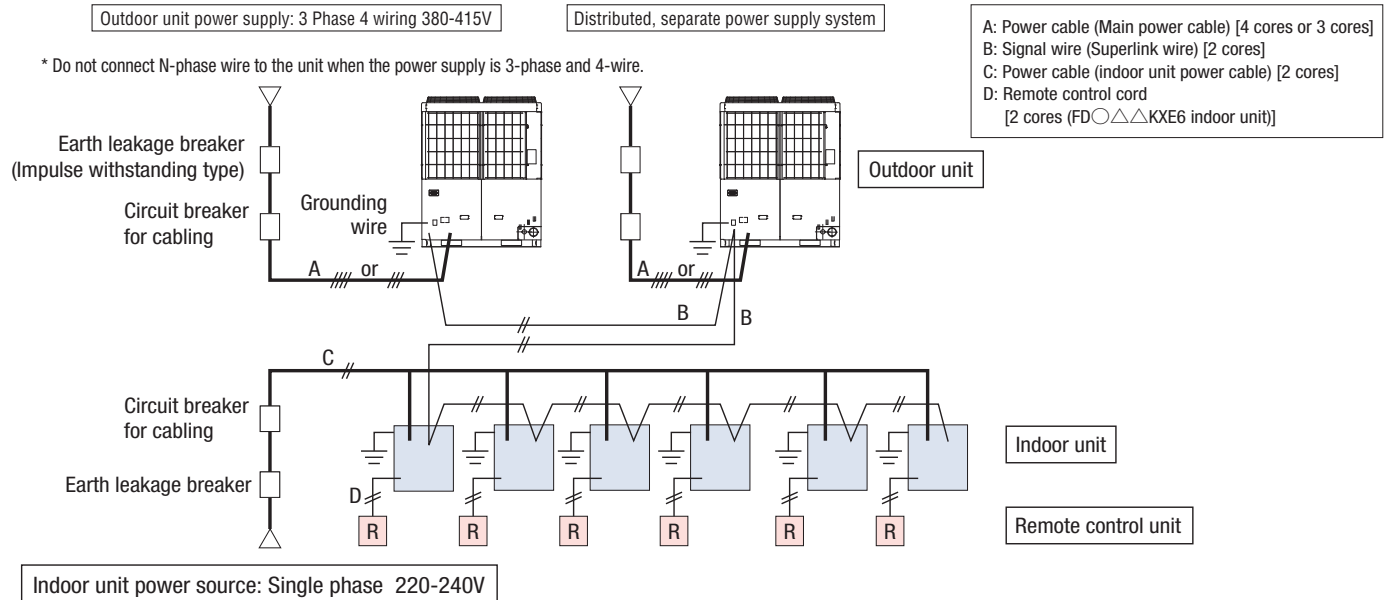 Outdoor unit power supply: 3 Phase 4 wiring 380-415V
Distributed, separate power supply system
A: Power cable (Main power cable) [4 cores or 3 cores]
B: Signal wire (Superlink wire) [2 cores]
C: Power cable (indoor unit power cable) [2 cores]
D: Remote control cord
[2 cores (FD○△△KXE6 indoor unit)]
* Do not connect N-phase wire to the unit when the power supply is 3-phase and 4-wire.
Earth leakage breaker
(Impulse withstanding type)
Circuit breaker
for cabling
Grounding
wire
Outdoor unit
A or
A or
B
B
C
Circuit breaker
for cabling
Earth leakage breaker
Indoor unit
D
R R R R R R
Remote control unit
Indoor unit power source: Single phase 220-240V